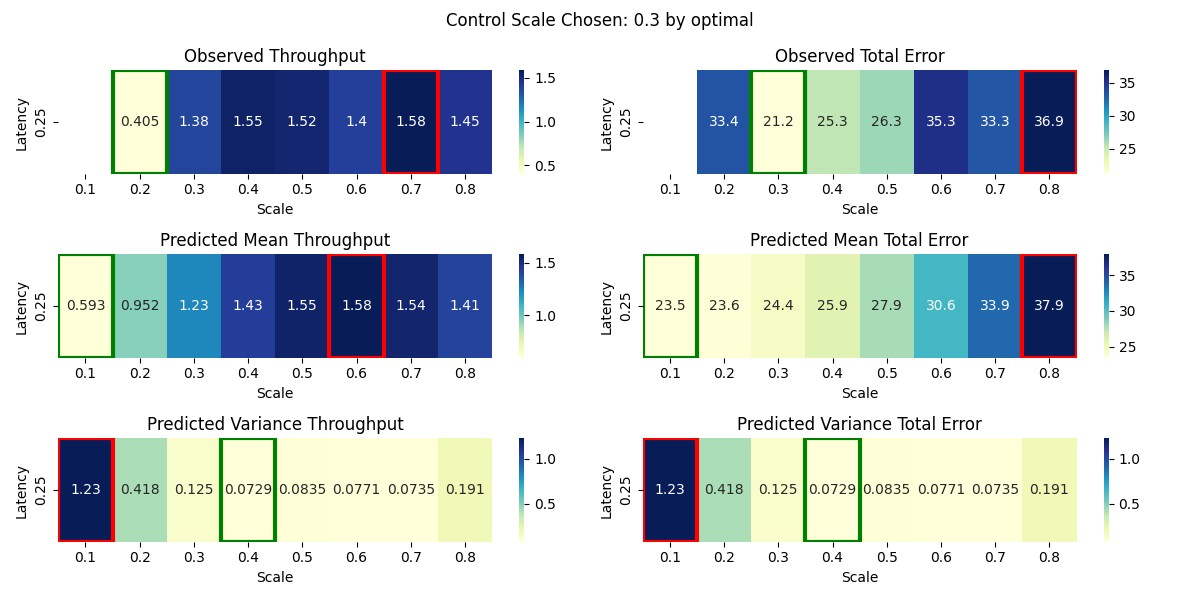 Control Scale Chosen: 0.3 by optimal
Observed Throughput
Latency
0.25
0.405 1.38 1.55 1.52 1.4 1.58 1.45
0.1 0.2 0.3 0.4 0.5 0.6 0.7 0.8
Scale
1.5
1.0
0.5
Observed Total Error
Latency
0.25
33.4 21.2 25.3 26.3 35.3 33.3 36.9
0.1 0.2 0.3 0.4 0.5 0.6 0.7 0.8
Scale
35
30
25
Predicted Mean Throughput
Latency
0.25
0.593 0.952 1.23 1.43 1.55 1.58 1.54 1.41
0.1 0.2 0.3 0.4 0.5 0.6 0.7 0.8
Scale
1.5
1.0
Predicted Mean Total Error
Latency
0.25
23.5 23.6 24.4 25.9 27.9 30.6 33.9 37.9
0.1 0.2 0.3 0.4 0.5 0.6 0.7 0.8
Scale
35
30
25
Predicted Variance Throughput
Latency
0.25
1.23 0.418 0.125 0.0729 0.0835 0.0771 0.0735 0.191
0.1 0.2 0.3 0.4 0.5 0.6 0.7 0.8
Scale
1.0
0.5
Predicted Variance Total Error
Latency
0.25
1.23 0.418 0.125 0.0729 0.0835 0.0771 0.0735 0.191
0.1 0.2 0.3 0.4 0.5 0.6 0.7 0.8
Scale
1.0
0.5